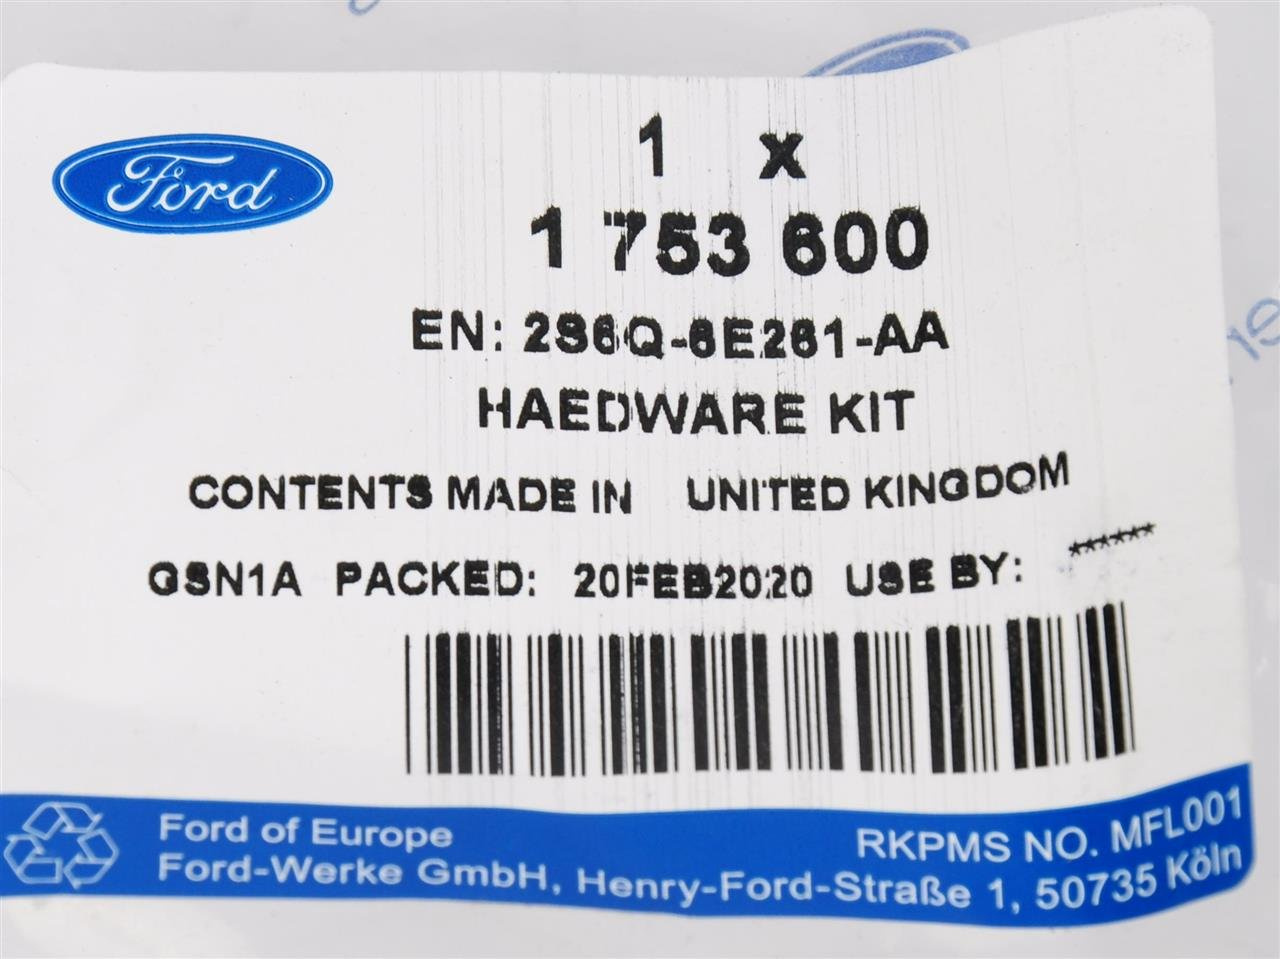 Ford
1 x
1 753 600
EN: 2S6Q-6E261-AA
HAEDWARE KIT
CONTENTS MADE IN UNITED KINGDOM
GSN1A PACKED: 20FEB2020 USE BY: ******
Ford of Europe
RKPMS NO. MFL001
Ford-Werke GmbH, Henry-Ford-Straße 1, 50735 Köln